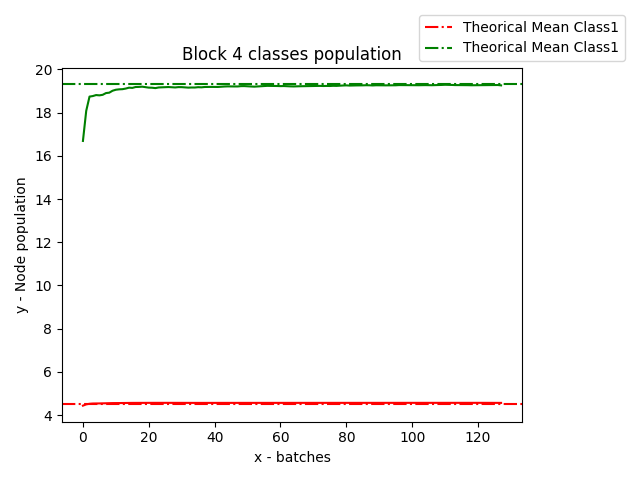 Theorical Mean Class1
Theorical Mean Class1
Block 4 classes population
20
18
16
14
12
10
8
6
4
y - Node population
0 20 40 60 80 100 120
x - batches